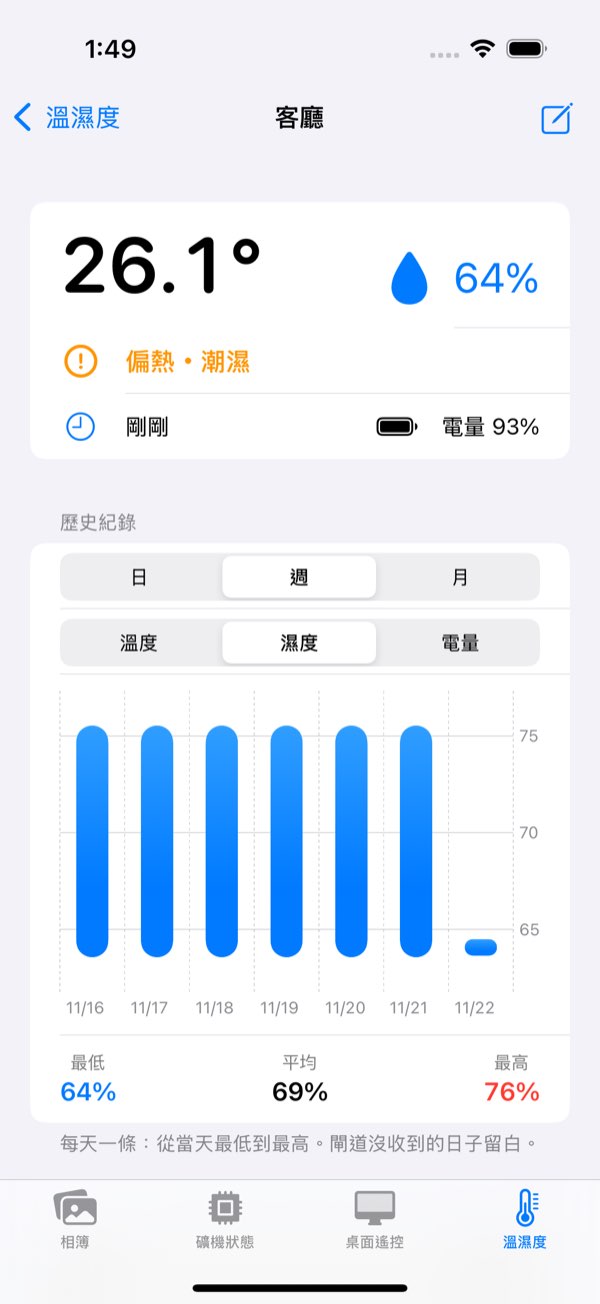 1:49
溫濕度
客廳
26.1°
64%
偏熱・潮濕
剛剛
電量 93%
歷史紀錄
日
週
月
溫度
濕度
電量
75
70
65
11/16
11/17
11/18
11/19
11/20
11/21
11/22
最低
平均
最高
64%
69%
76%
每天一條：從當天最低到最高。閘道沒收到的日子留白。
相簿
礦機狀態
桌面遙控
溫濕度